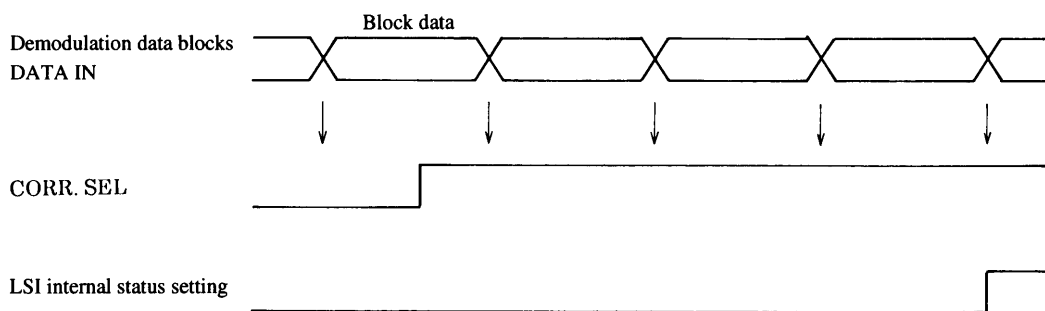 Block data
Demodulation data blocks
DATA IN
CORR. SEL
LSI internal status setting